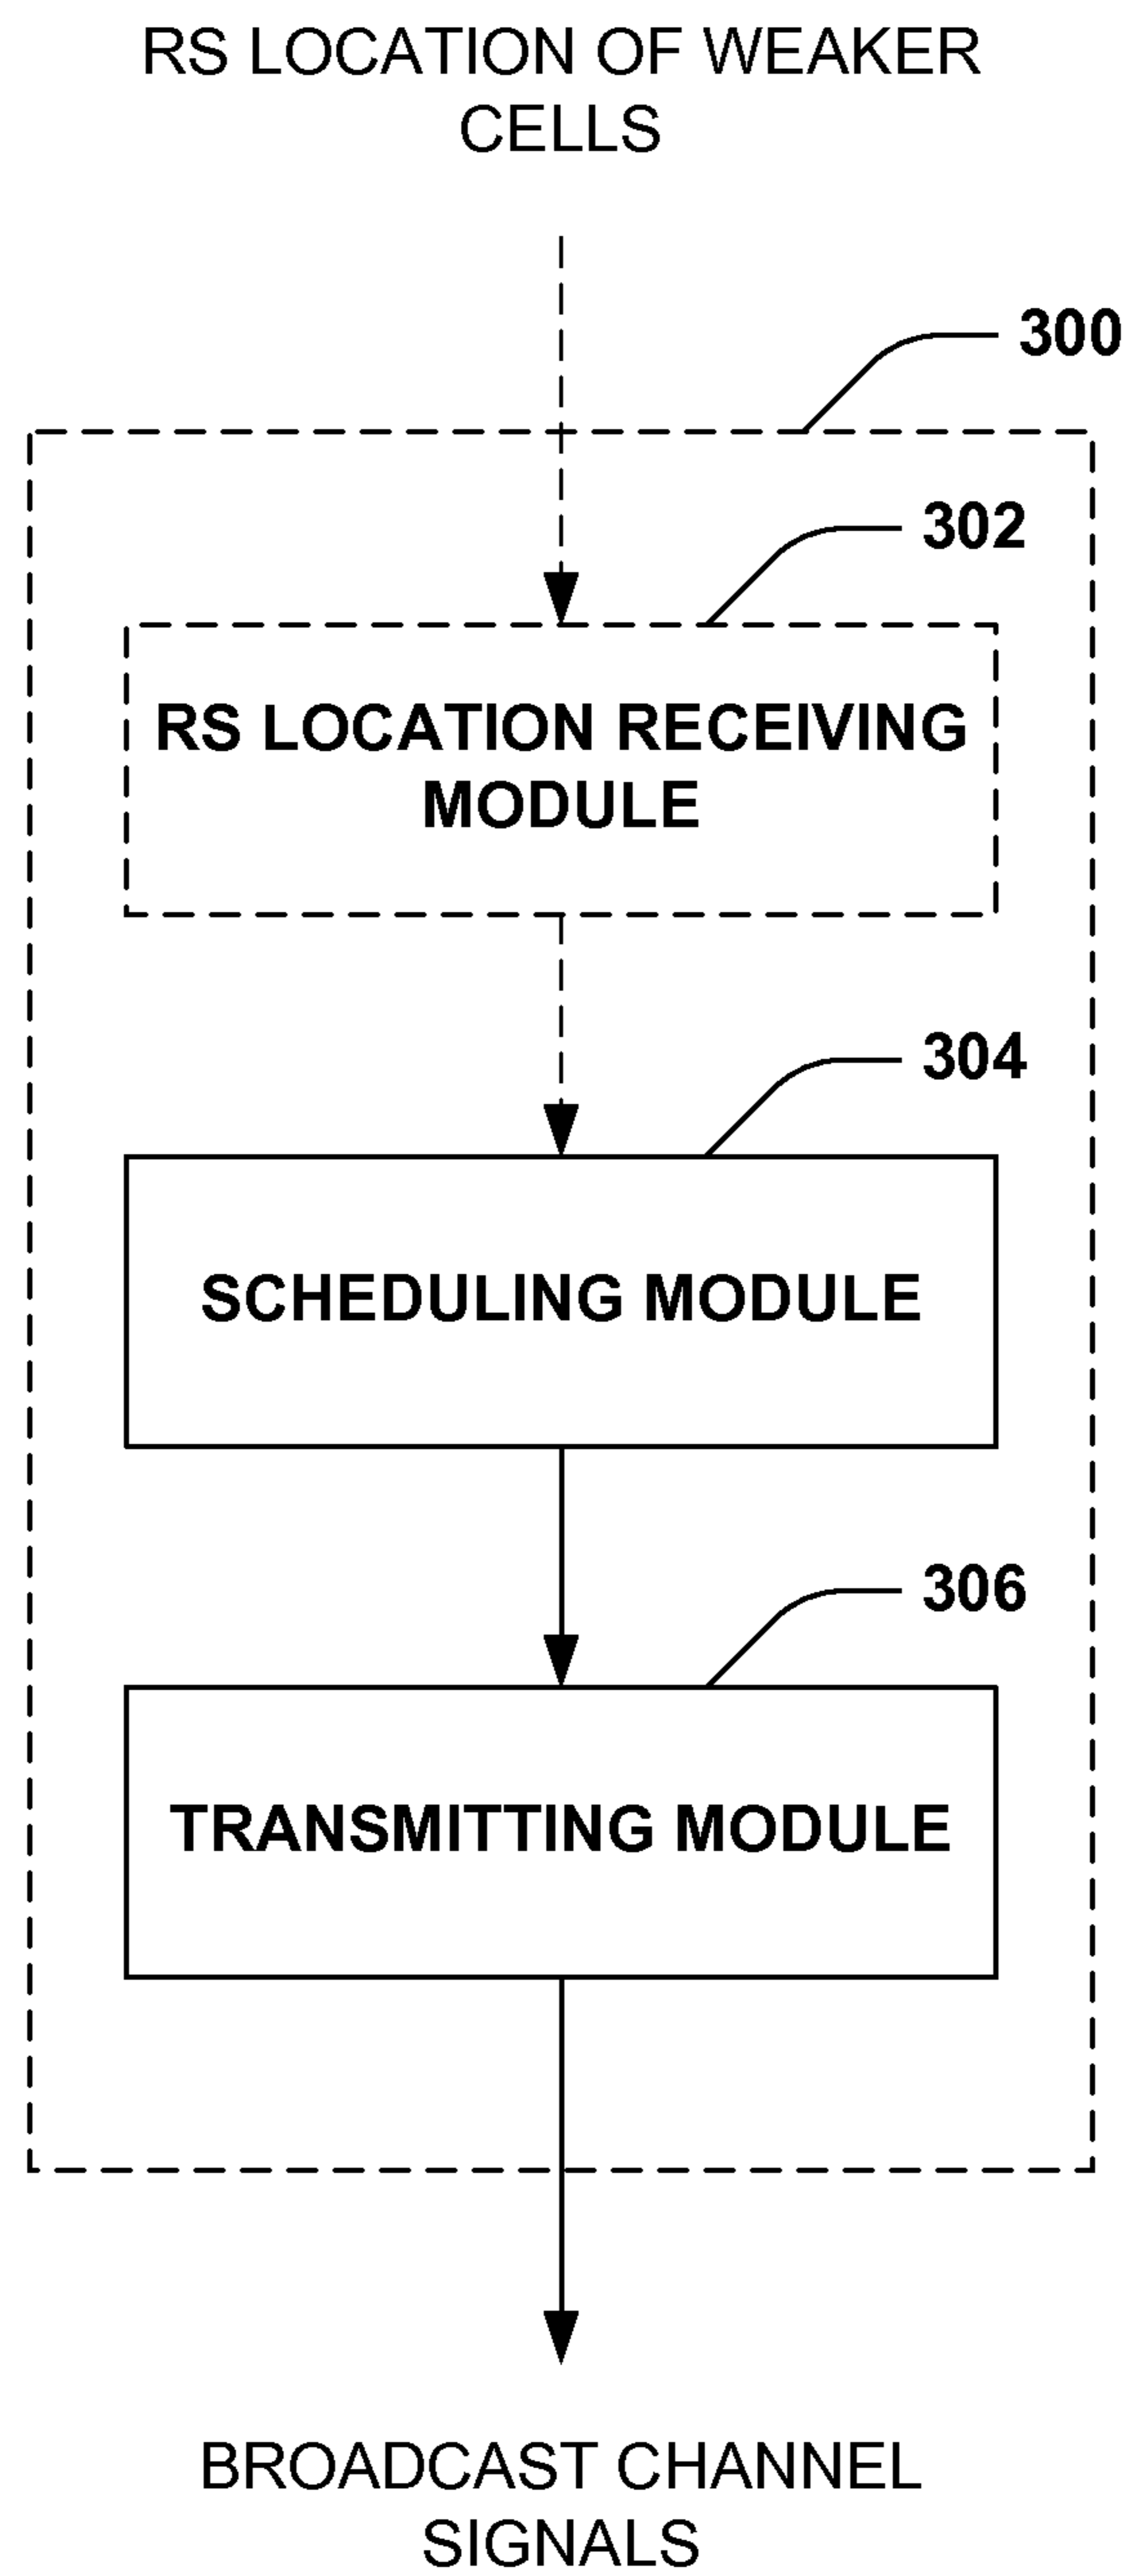 RS LOCATION OF WEAKER
CELLS
300
302
RS LOCATION RECEIVING
MODULE
304
SCHEDULING MODULE
306
TRANSMITTING MODULE
BROADCAST CHANNEL
SIGNALS